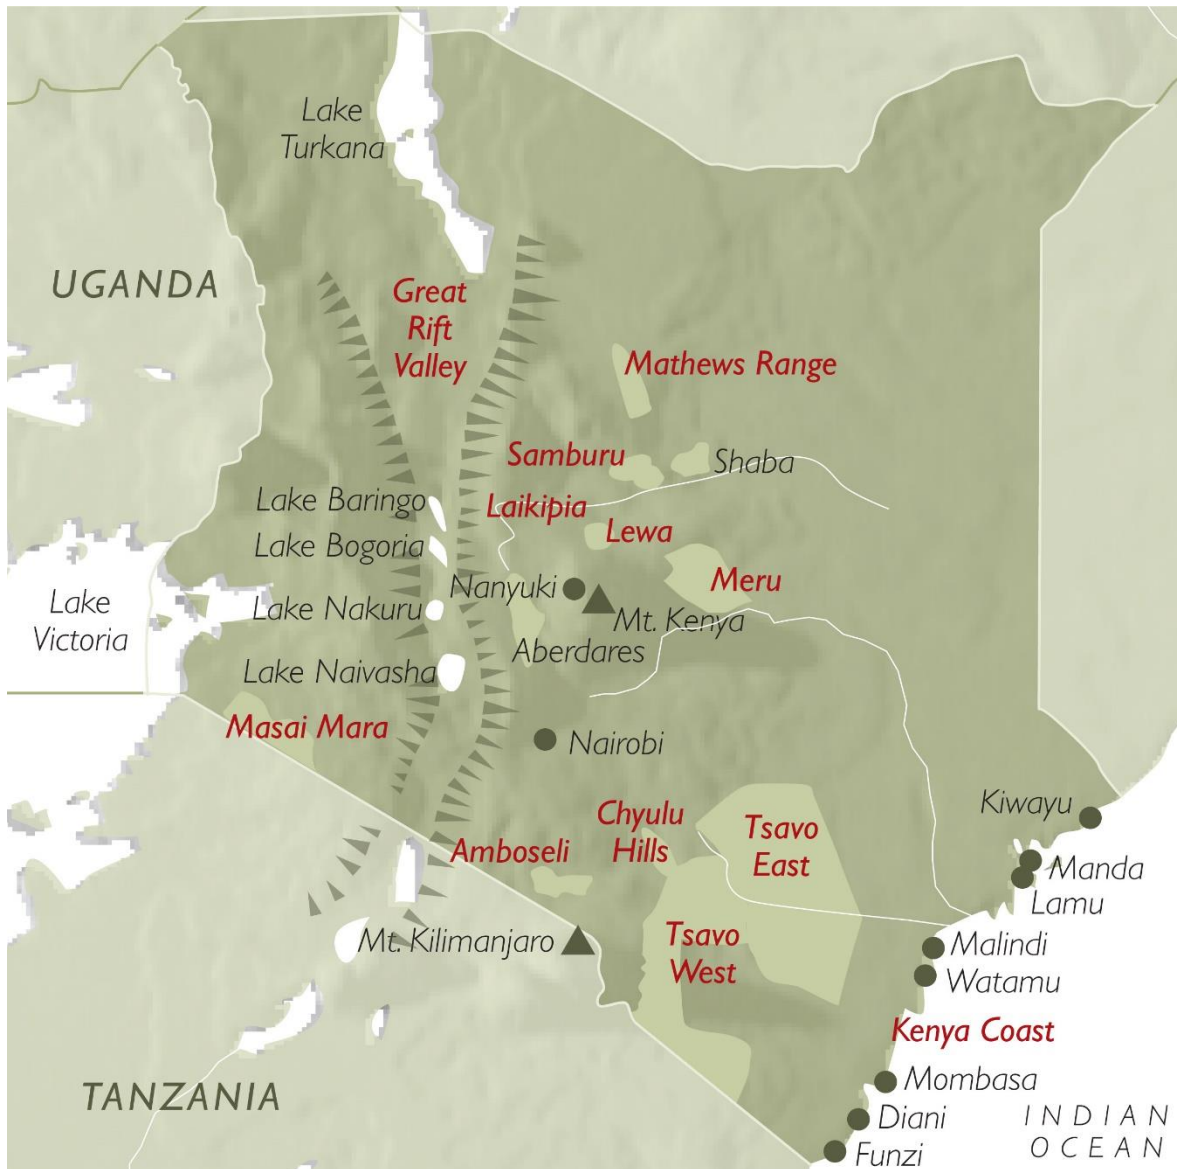 Lake
Turkana
UGANDA
Great
Rift
Valley
Mathews Range
Samburu
Shaba
Lake Baringo
Laikipia
Lewa
Lake Bogoria
Meru
Nanyuki
Lake
Victoria
Lake Nakuru
Mt. Kenya
Aberdares
Lake Naivasha
Masai Mara
Nairobi
Kiwayu
Chyulu
Hills
Tsavo
East
Amboseli
Manda
Lamu
Mt. Kilimanjaro
Tsavo
West
Malindi
Watamu
Kenya Coast
Mombasa
TANZANIA
Diani
Funzi
INDIAN
OCEAN